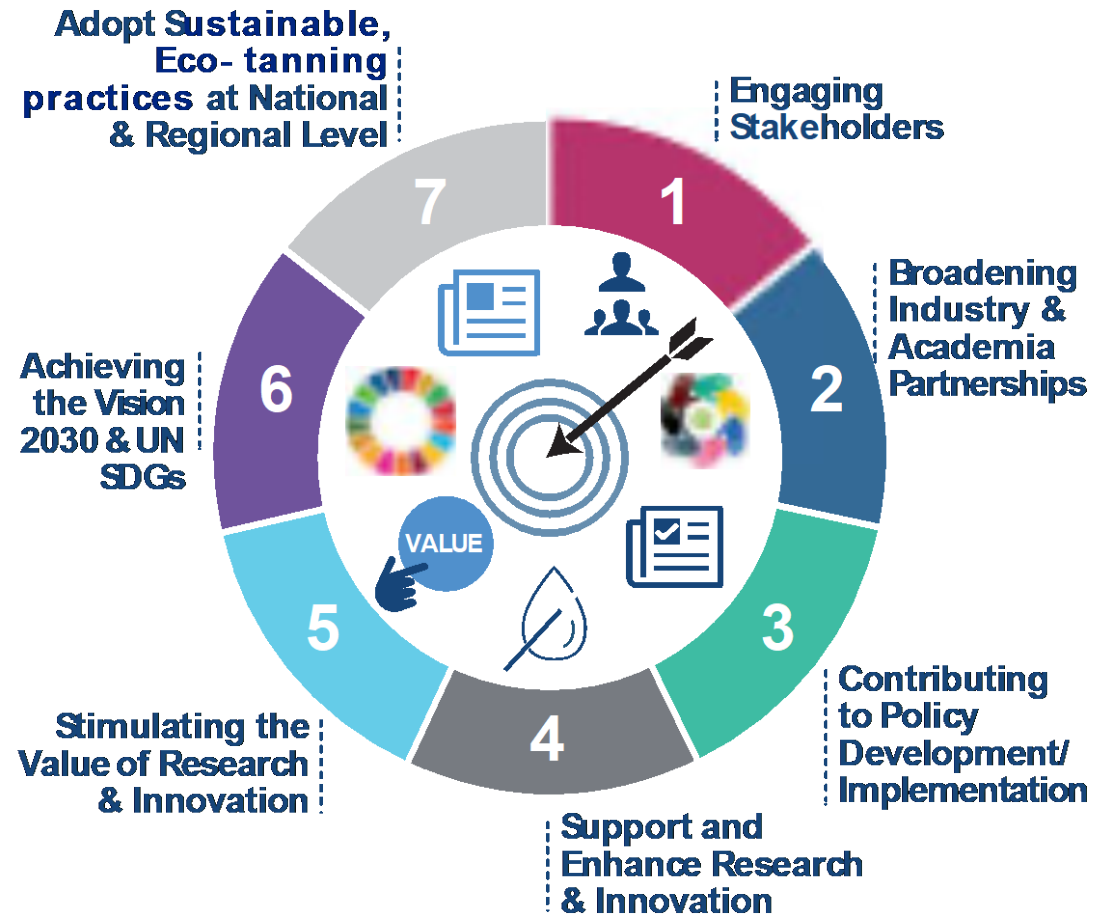 1
Engaging
Stakeholders
2
Broadening
Industry &
Academia
Partnerships
3
Contributing
to Policy
Development/
Implementation
4
Support and
Enhance Research
& Innovation
5
Stimulating the
Value of Research
& Innovation
6
Achieving
the Vision
2030 & UN
SDGs
7
Adopt Sustainable,
Eco- tanning
practices at National
& Regional Level
VALUE